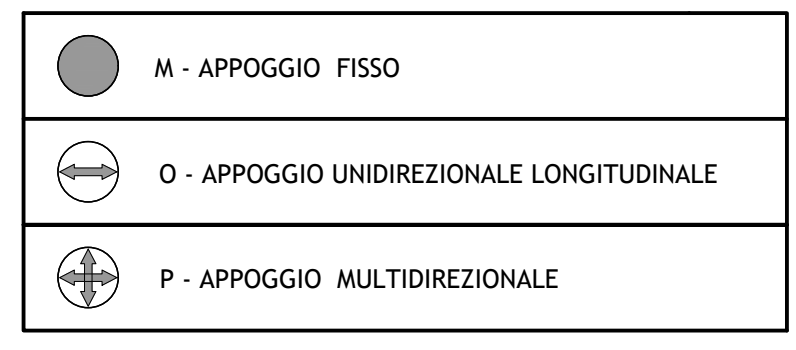 M - APPOGGIO FISSO
O - APPOGGIO UNIDIREZIONALE LONGITUDINALE
P - APPOGGIO MULTIDIREZIONALE